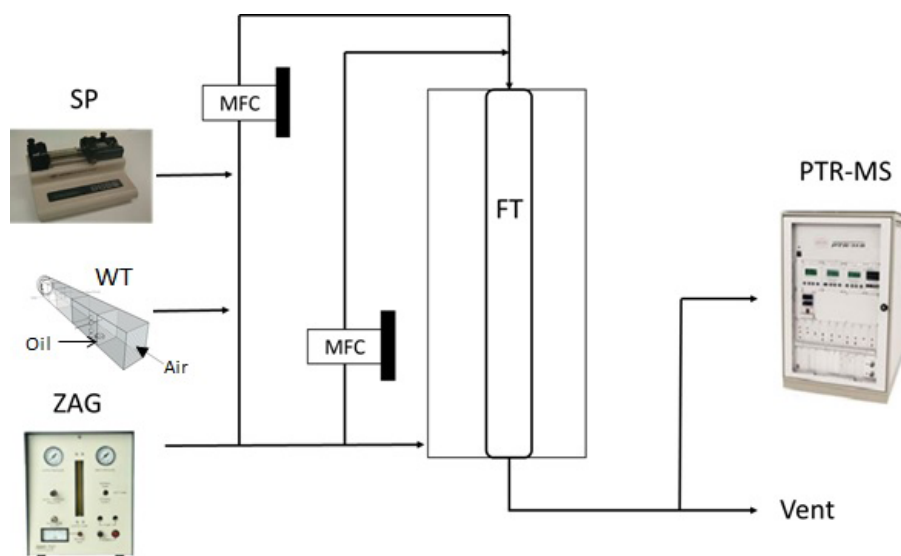 SP
MFC
PTR-MS
FT
WT
Oil
Air
MFC
ZAG
Vent